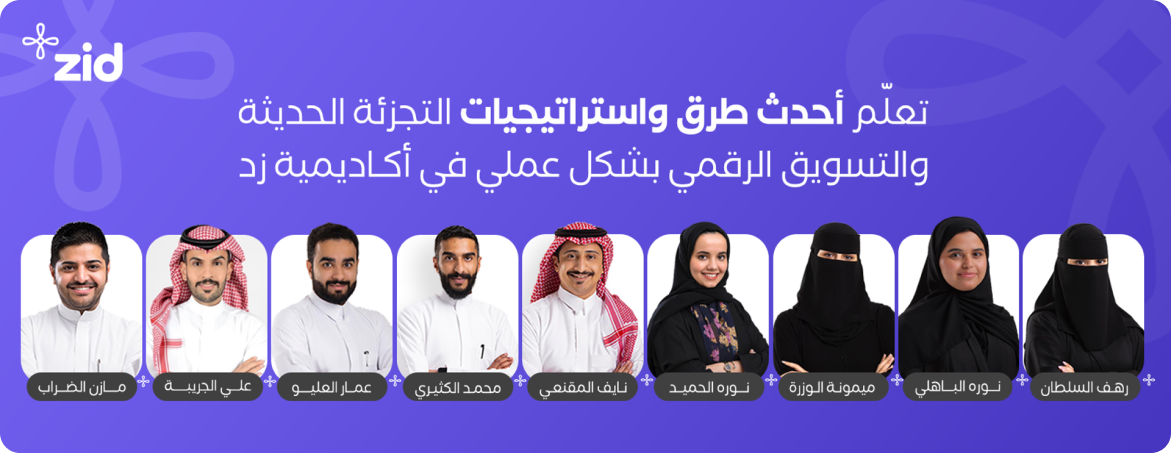 zid
تعلّم أحدث طرق واستراتيجيات التجزئة الحديثة
والتسويق الرقمي بشكل عملي في أكاديمية زد
رهف السلطان
نوره الباهلي
ميمونة الوزرة
نوره الحميد
نايف المقنعي
محمد الكثيري
عمار العليو
علي الجريبة
مازن الضراب